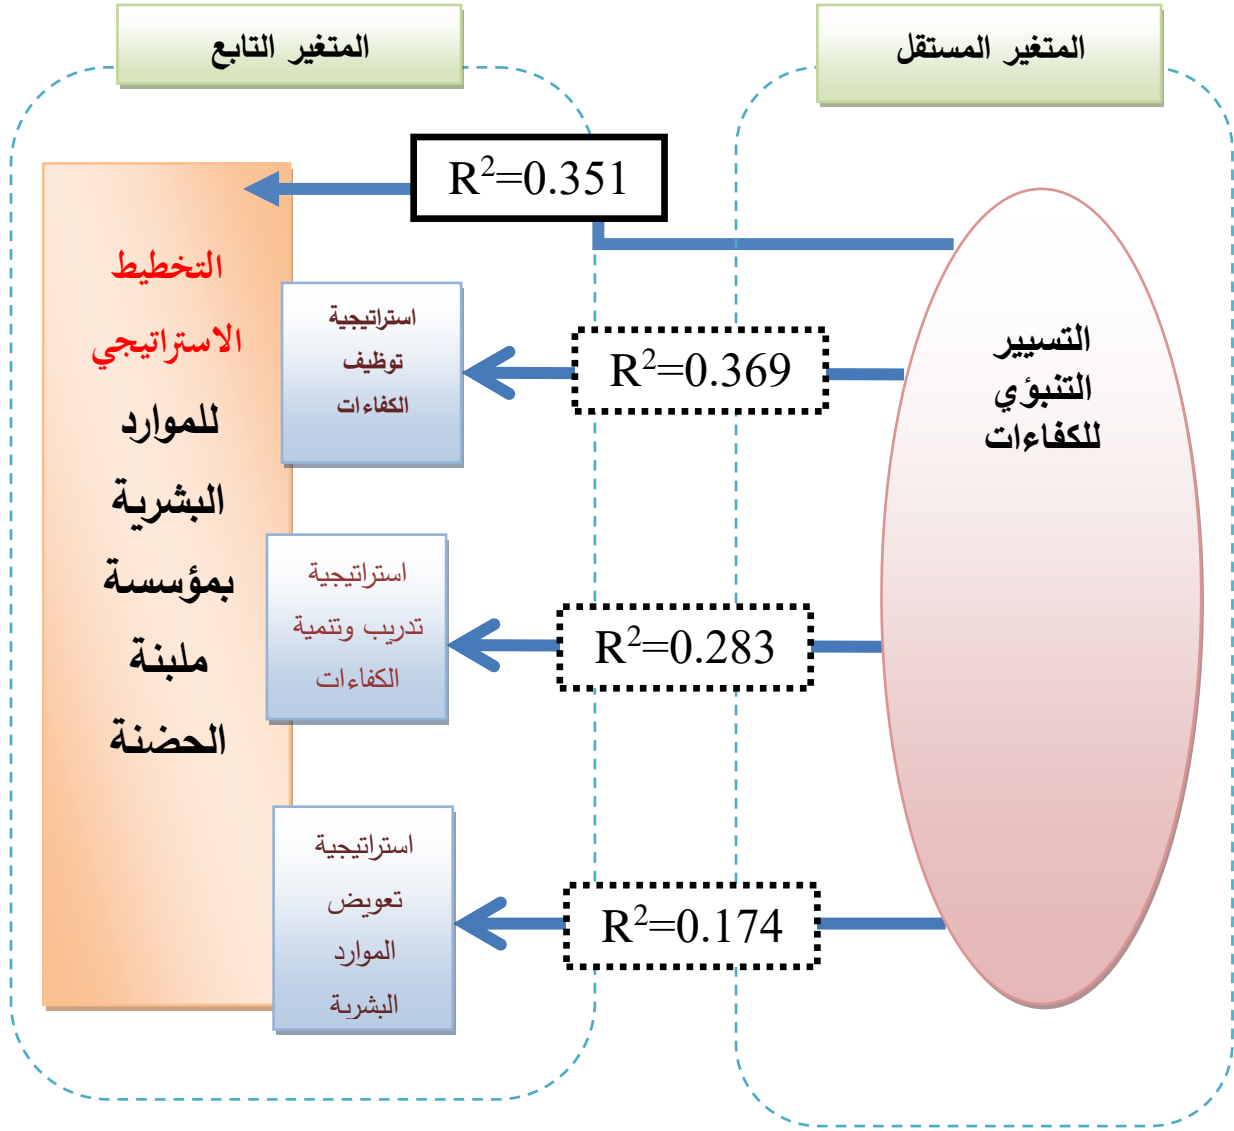 المتغير المستقل
المتغير التابع
R²=0.351
التسيير
التنبؤي
للكفاءات
R²=0.369
R²=0.283
R²=0.174
استراتيجية
توظيف
الكفاءات
استراتيجية
تدريب وتنمية
الكفاءات
استراتيجية
تعويض
الموارد
البشرية
التخطيط
الاستراتيجي
للموارد
البشرية
بمؤسسة
ملبنة
الحضنة